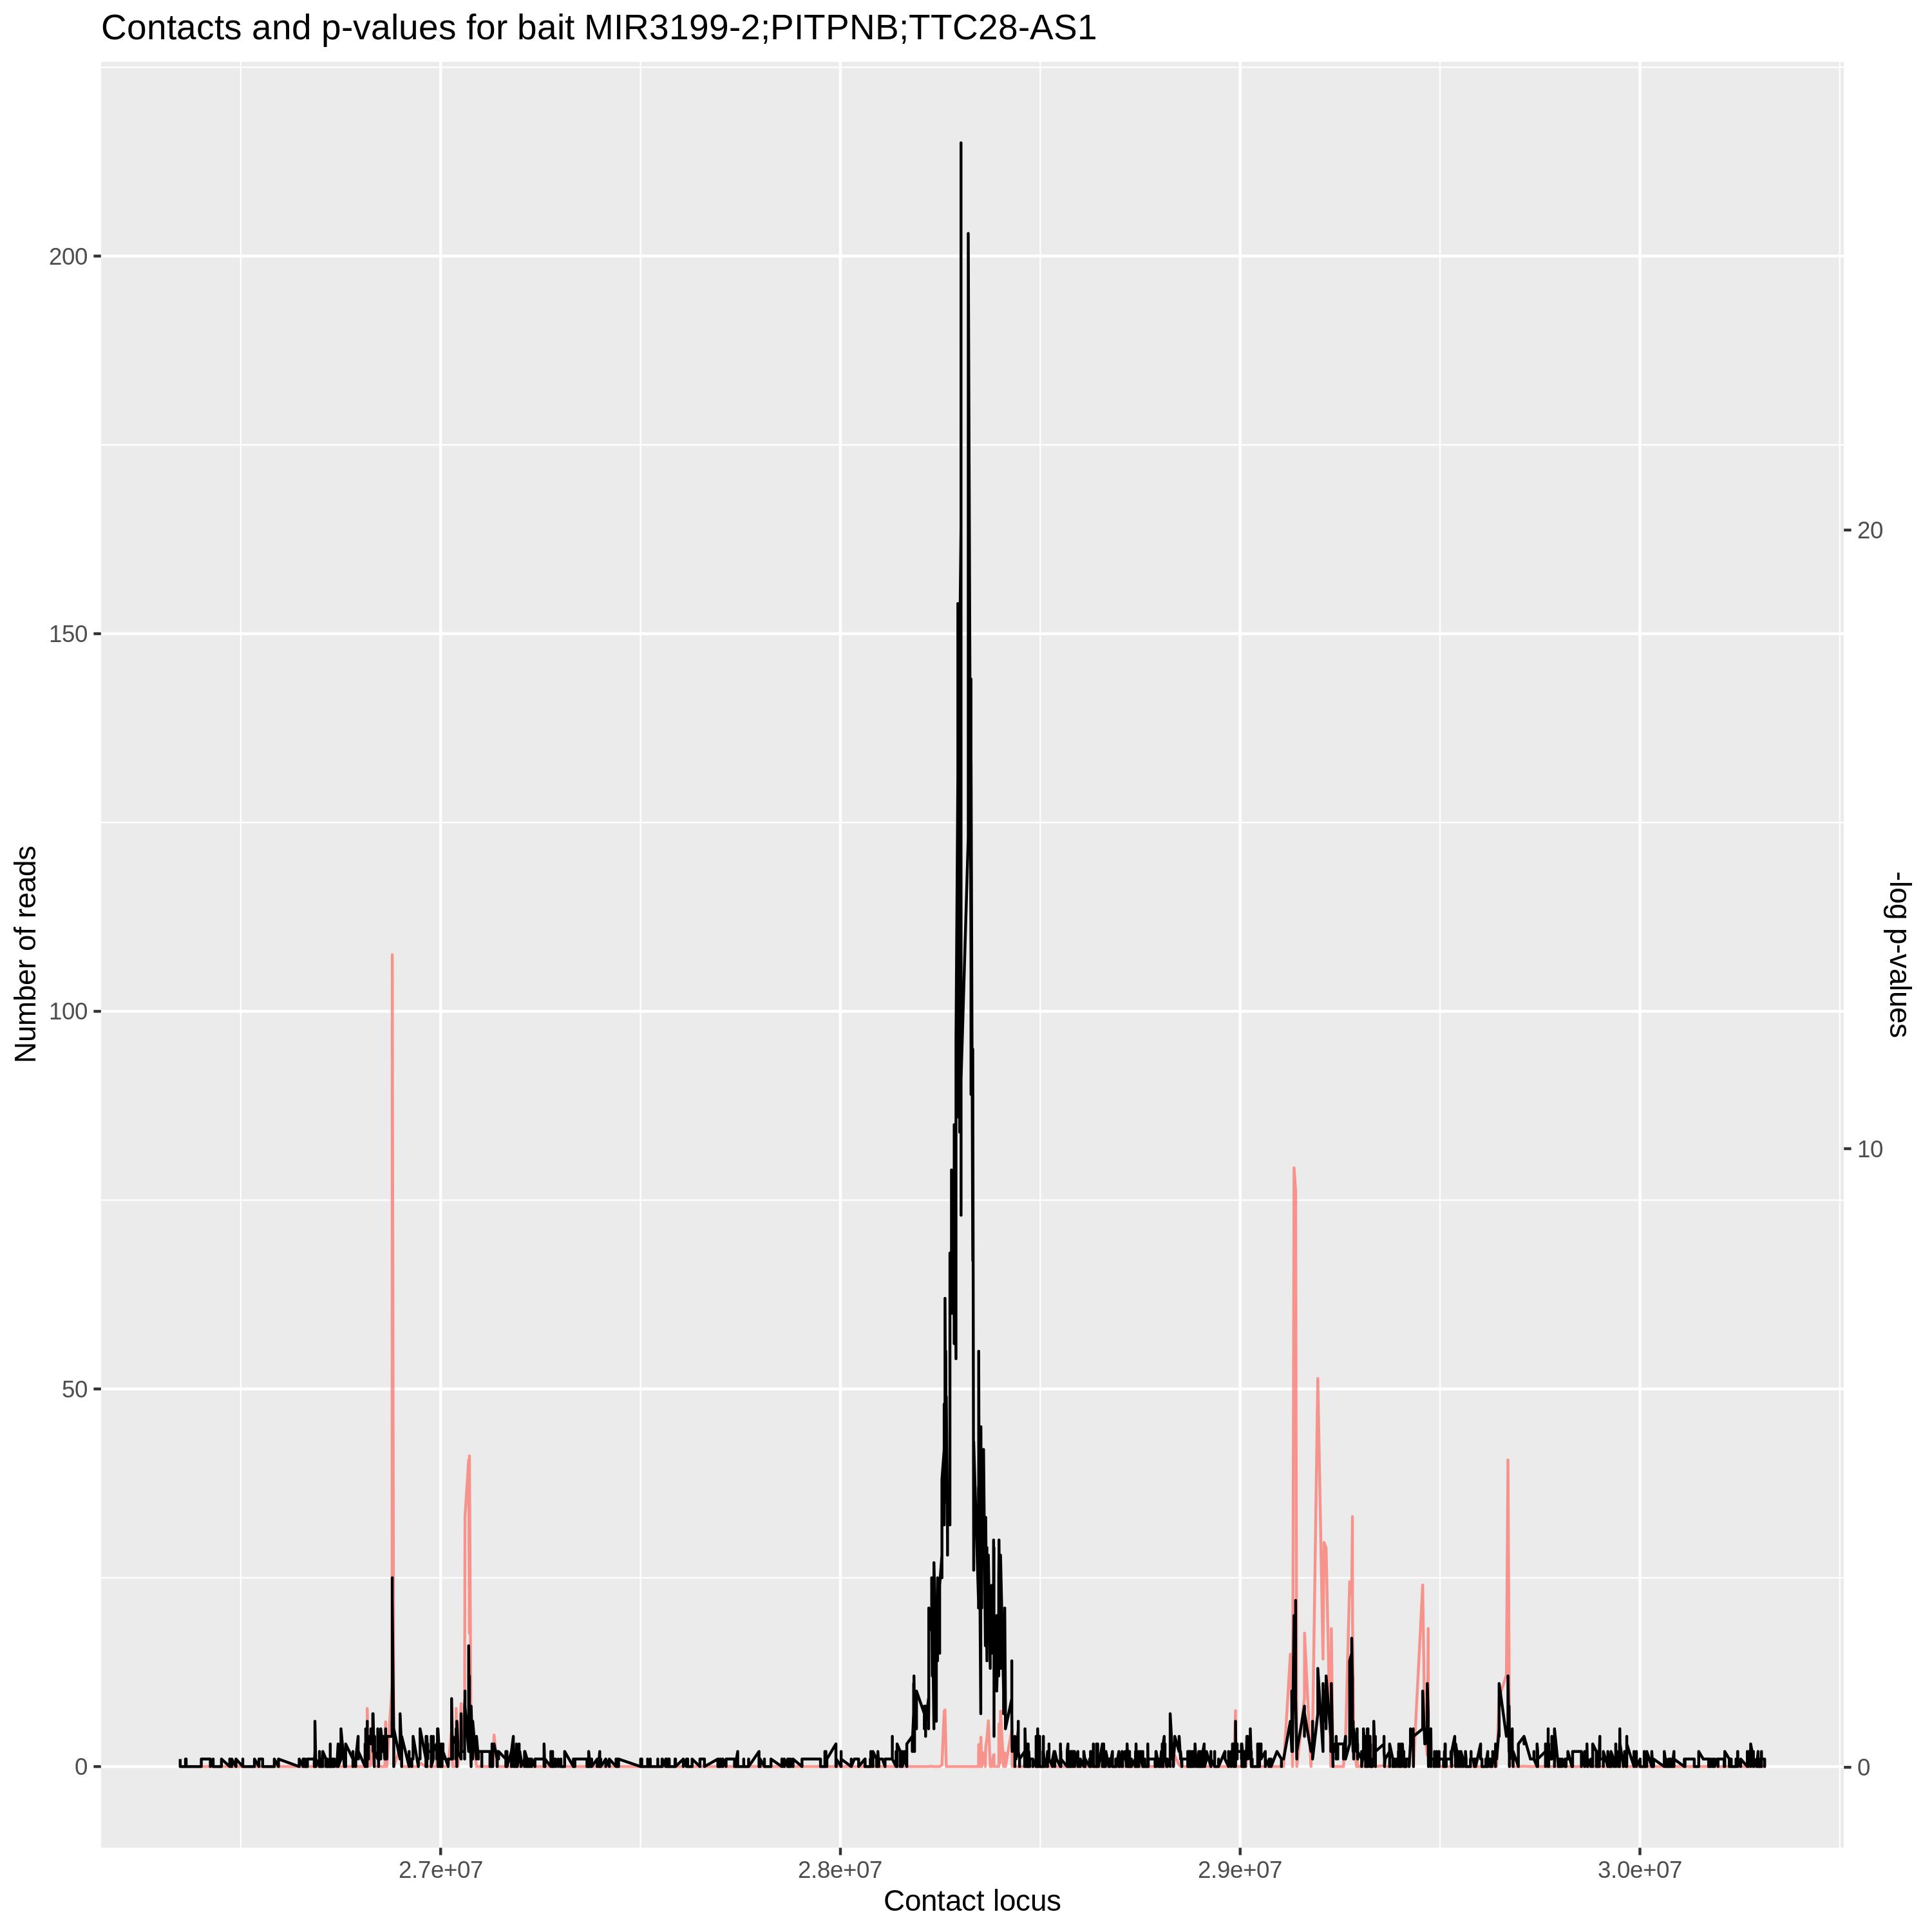 Contacts and p-values for bait MIR3199-2;PITPNB;TTC28-AS1
200
150
100
50
0
Number of reads
20
10
0
-log p-values
2.7e+07
2.8e+07
2.9e+07
3.0e+07
Contact locus